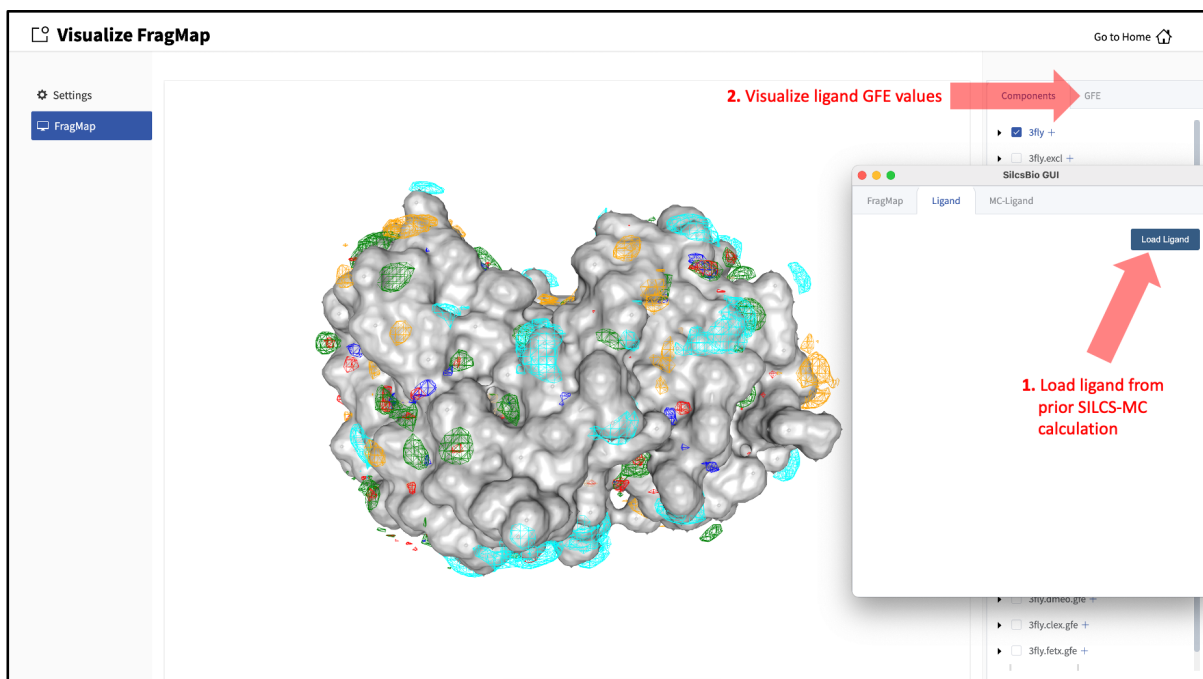 Visualize FragMap
Go to Home
Settings
FragMap
2. Visualize ligand GFE values
Components
GFE
3fly +
3fly.excl +
SilcsBio GUI
FragMap
Ligand
MC-Ligand
Load Ligand
1. Load ligand from
prior SILCS-MC
calculation
3fly.dmeo.gfe +
3fly.clex.gfe +
3fly.fetx.gfe +